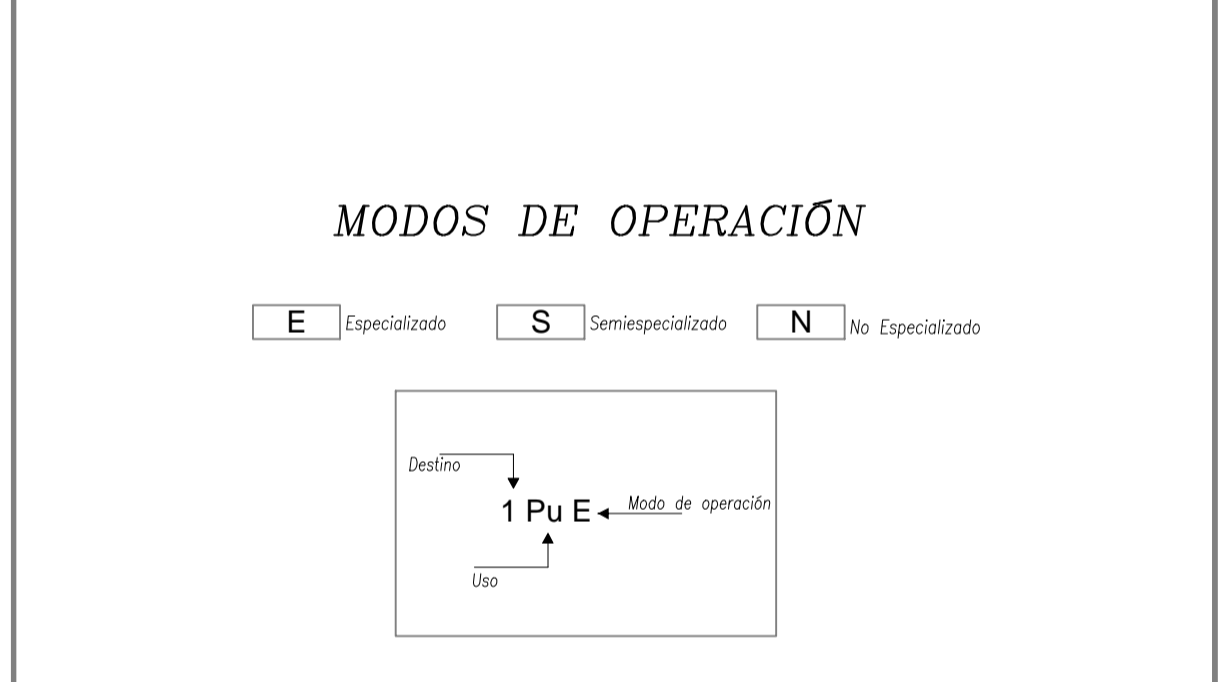 MODOS DE OPERACIÓN
E Especializado S Semiespecializado N No Especializado
Destino
1 Pu E Modo de operación
Uso